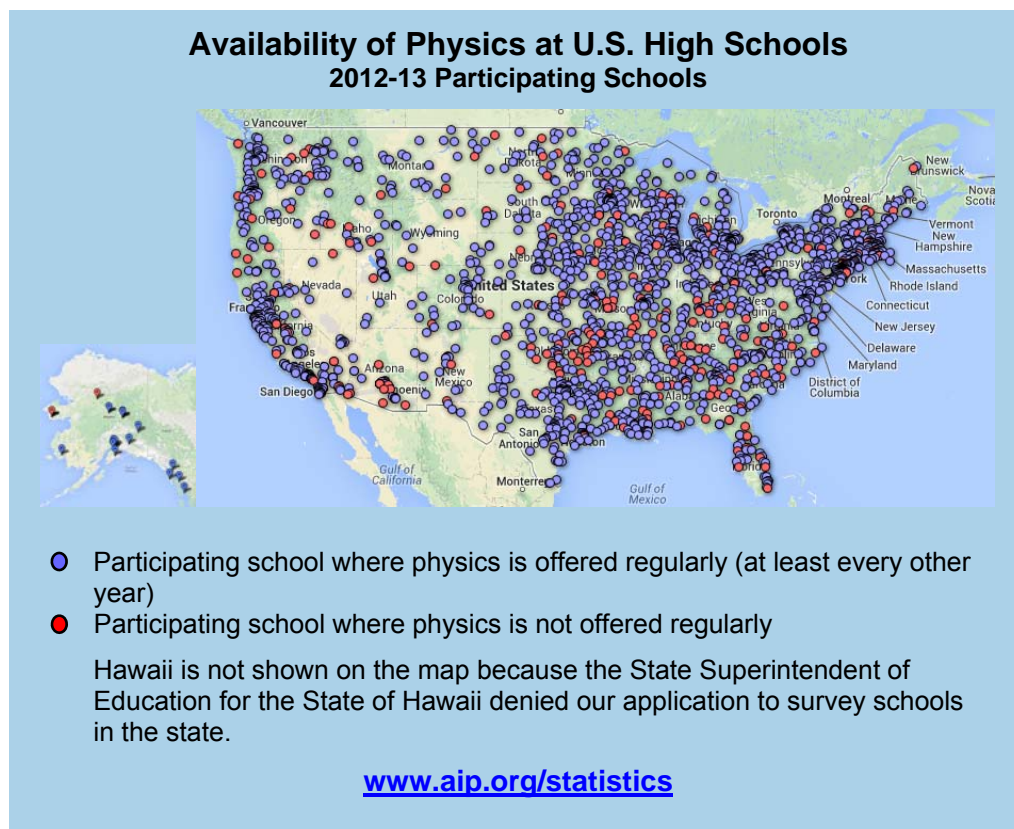 Availability of Physics at U.S. High Schools
2012-13 Participating Schools
Vancouver
New
Brunswick
Montreal
Nova
Scotia
Toronto
Vermont
New
Hampshire
Oregon
Wyoming
Massachusetts
Rhode Island
Nevada
Utah
United States
Connecticut
New Jersey
Delaware
Maryland
District of
Columbia
San Diego
New
Mexico
San
Antonio
Gulf of
California
Monterrey
Gulf of
Mexico
Participating school where physics is offered regularly (at least every other
year)
Participating school where physics is not offered regularly
Hawaii is not shown on the map because the State Superintendent of
Education for the State of Hawaii denied our application to survey schools
in the state.
www.aip.org/statistics